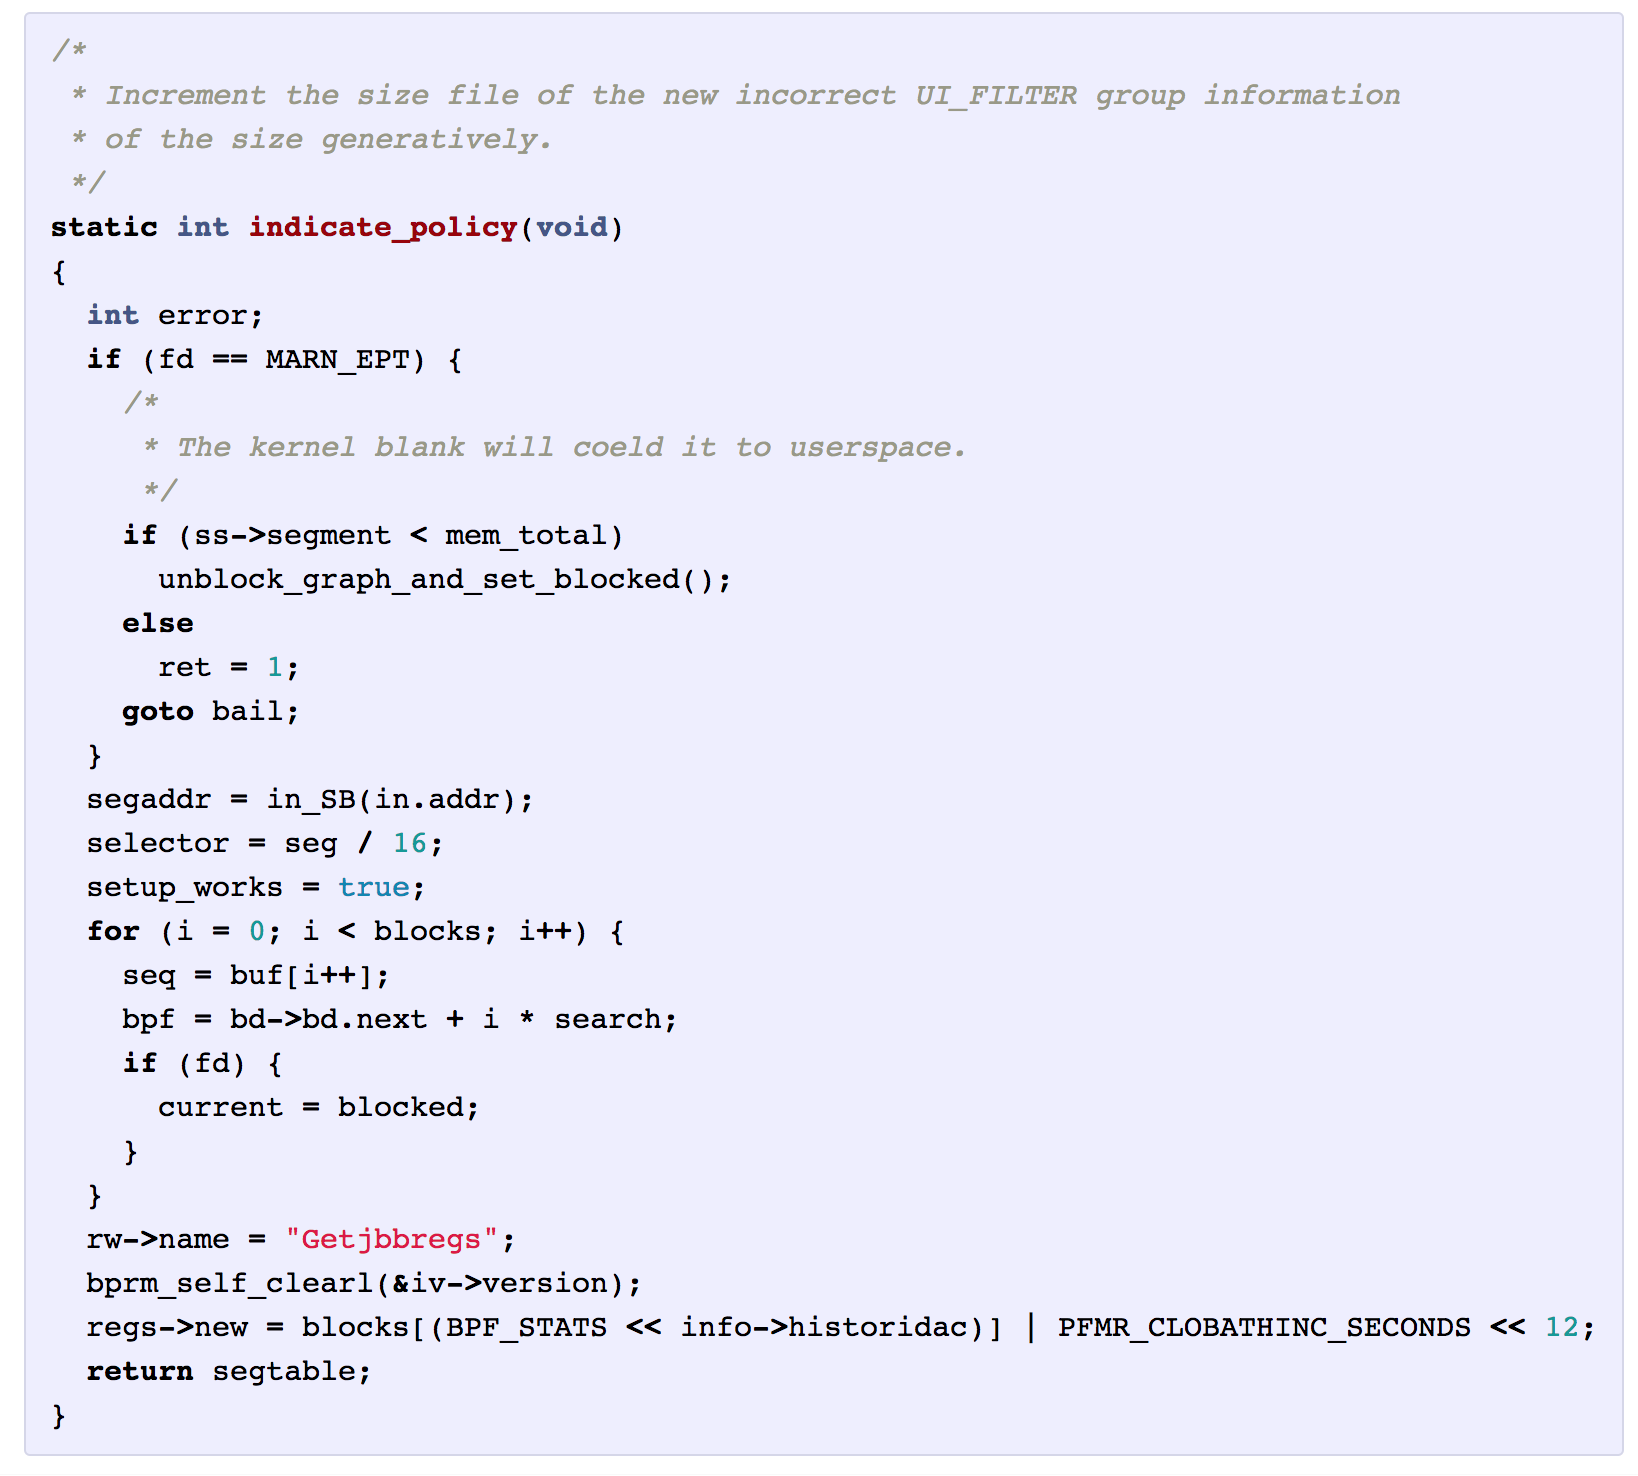 /*
 * Increment the size file of the new incorrect UI_FILTER group information
 * of the size generatively.
 */
static int indicate_policy(void)
{
  int error;
  if (fd == MARN_EPT) {
    /*
     * The kernel blank will coeld it to userspace.
     */
    if (ss->segment < mem_total)
      unblock_graph_and_set_blocked();
    else
      ret = 1;
    goto bail;
  }
  segaddr = in_SB(in.addr);
  selector = seg / 16;
  setup_works = true;
  for (i = 0; i < blocks; i++) {
    seq = buf[i++];
    bpf = bd->bd.next + i * search;
    if (fd) {
      current = blocked;
    }
  }
  rw->name = "Getjbbregs";
  bprm_self_clearl(&iv->version);
  regs->new = blocks[(BPF_STATS << info->historidac)] | PFMR_CLOBATHINC_SECONDS << 12;
  return segtable;
}